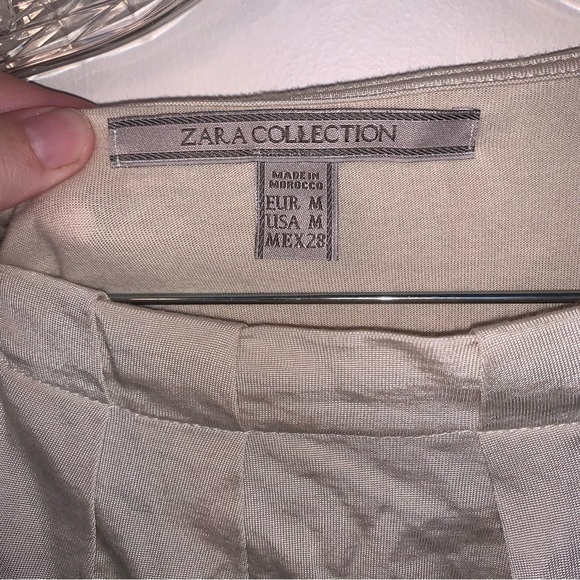 ZARA COLLECTION
MADE IN
MOROCCO
EUR M
USA M
MEX 28